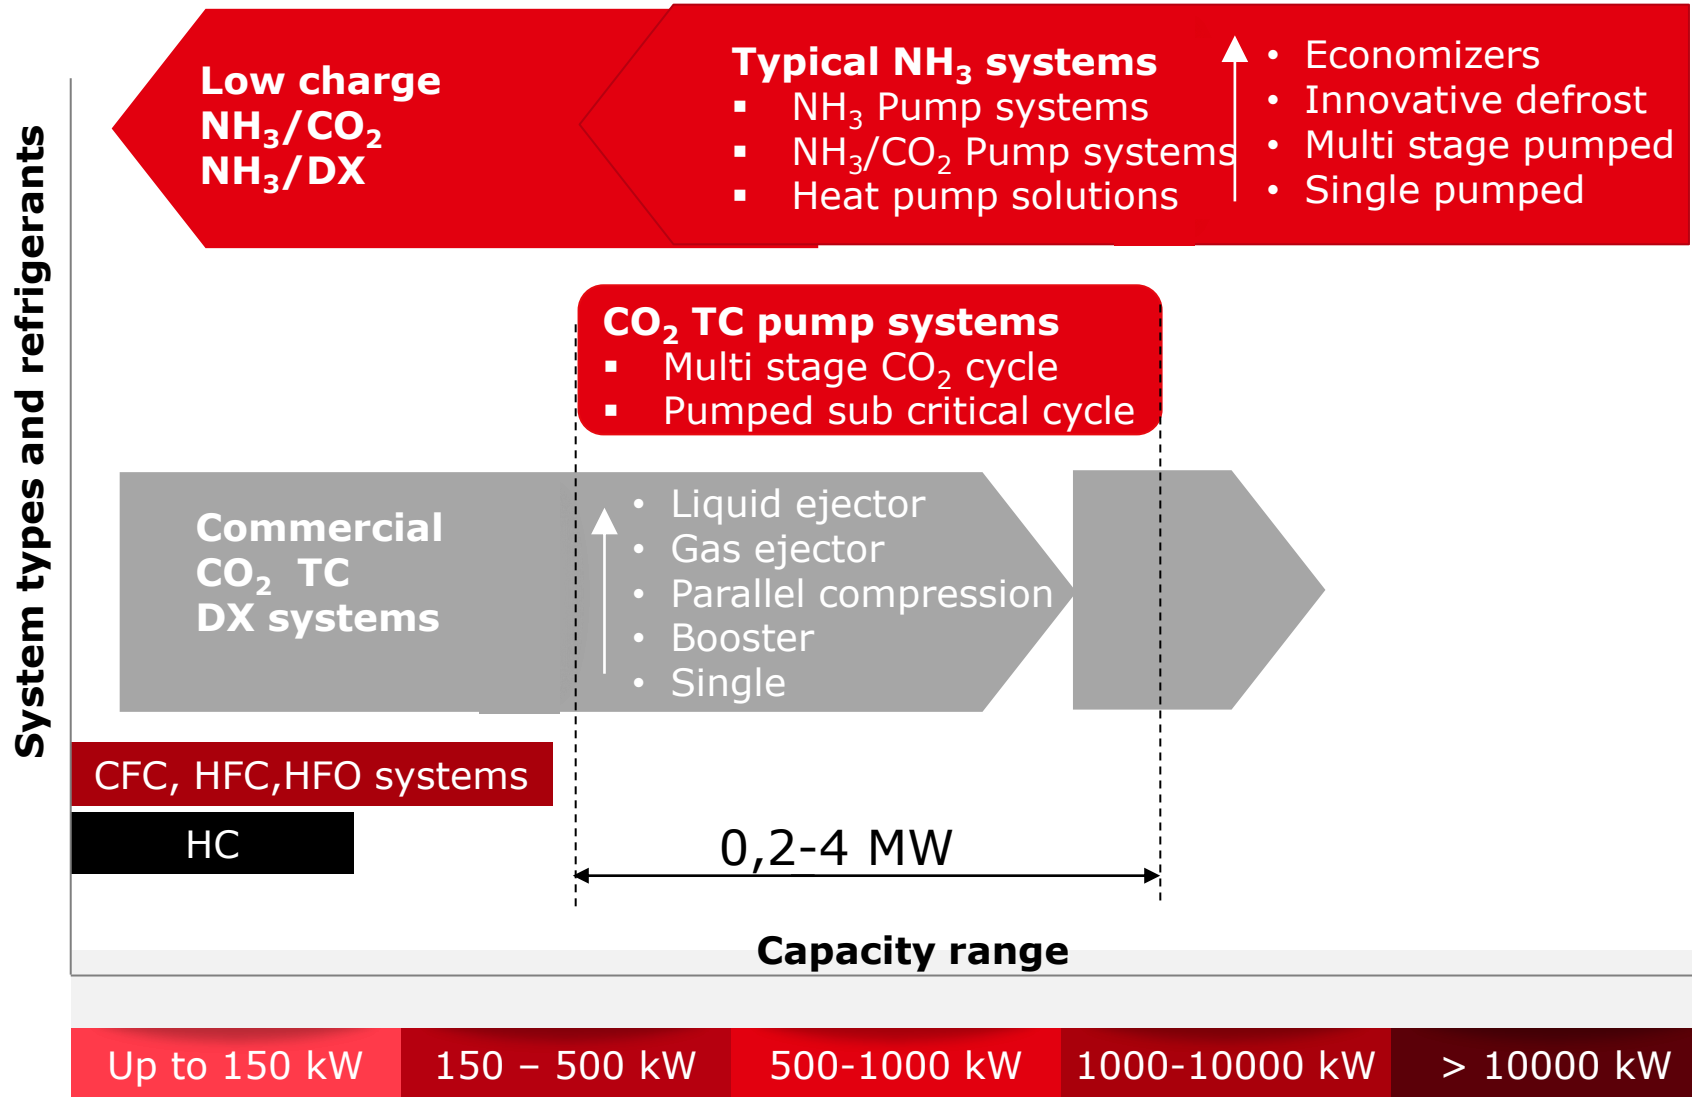 System types and refrigerants
Low charge
NH₃/CO₂
NH₃/DX
Typical NH₃ systems
▪ NH₃ Pump systems
▪ NH₃/CO₂ Pump systems
▪ Heat pump solutions
• Economizers
• Innovative defrost
• Multi stage pumped
• Single pumped
CO₂ TC pump systems
▪ Multi stage CO₂ cycle
▪ Pumped sub critical cycle
Commercial
CO₂ TC
DX systems
• Liquid ejector
• Gas ejector
• Parallel compression
• Booster
• Single
CFC, HFC,HFO systems
HC
0,2-4 MW
Capacity range
Up to 150 kW
150 – 500 kW
500-1000 kW
1000-10000 kW
> 10000 kW